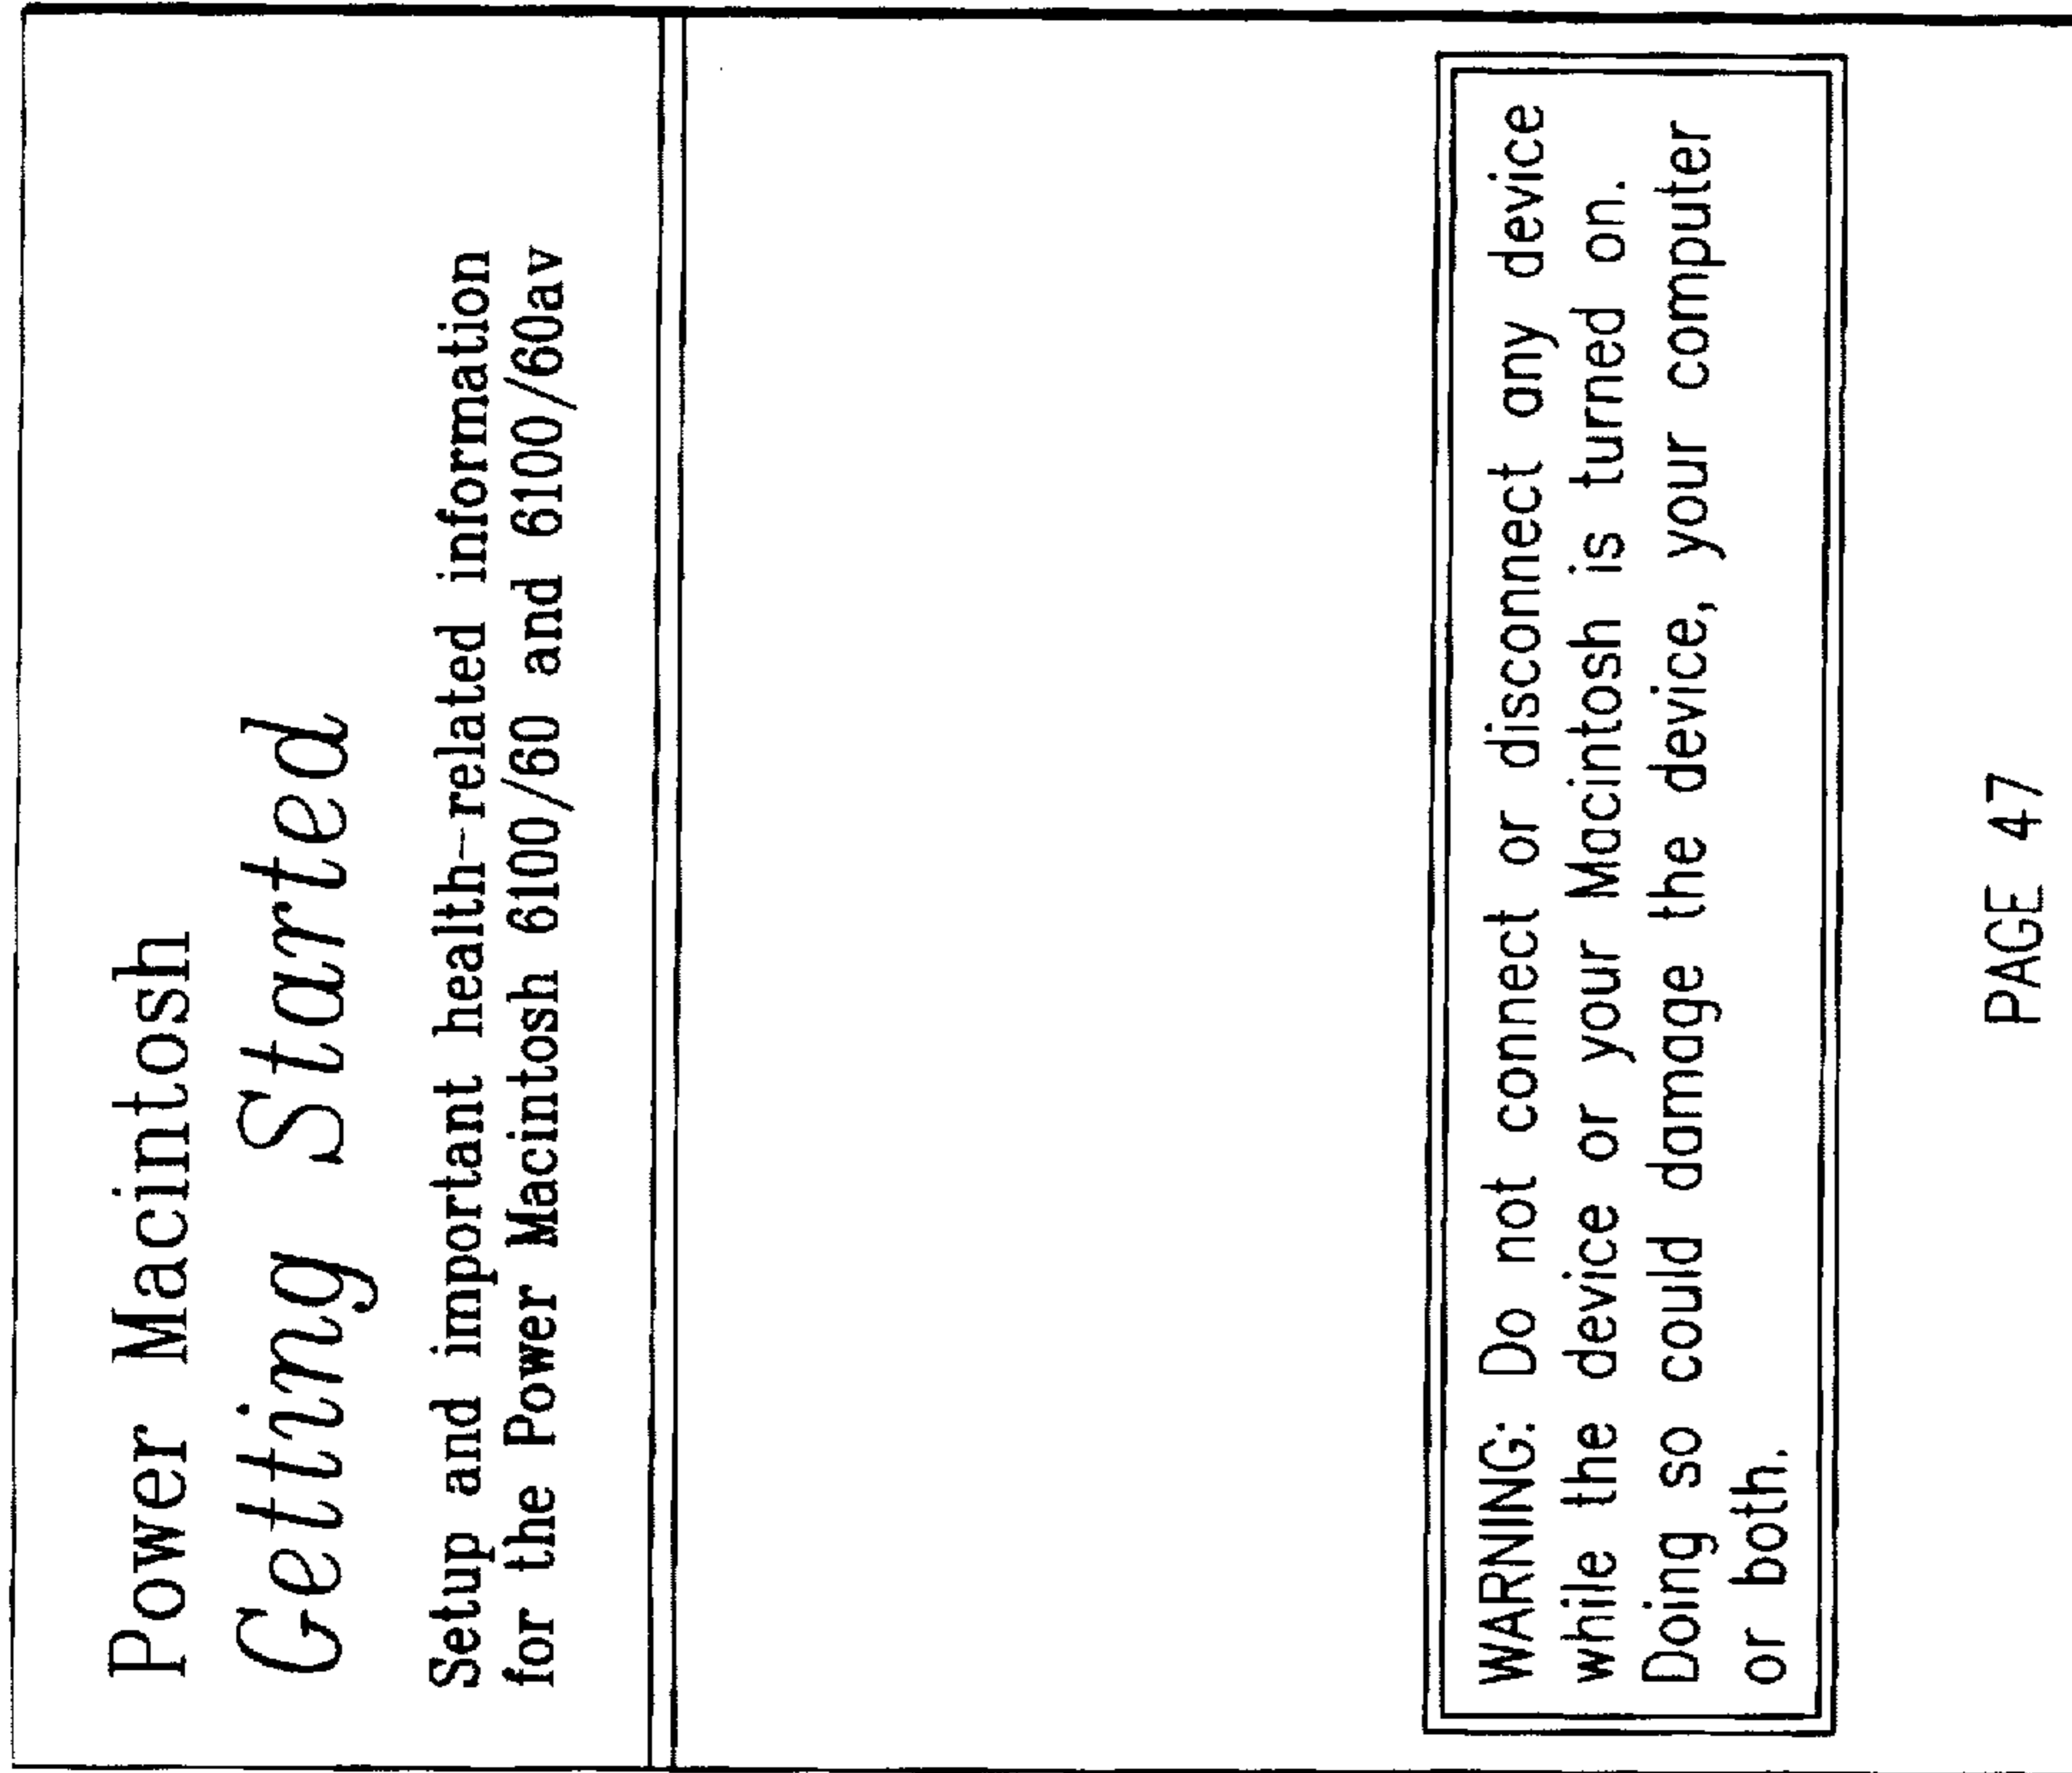 Power Macintosh
Getting Started
Setup and important health-related information
for the Power Macintosh 6100/60 and 6100/60av
WARNING: Do not connect or disconnect any device
while the device or your Macintosh is turned on.
Doing so could damage the device, your computer
or both.
PAGE 47